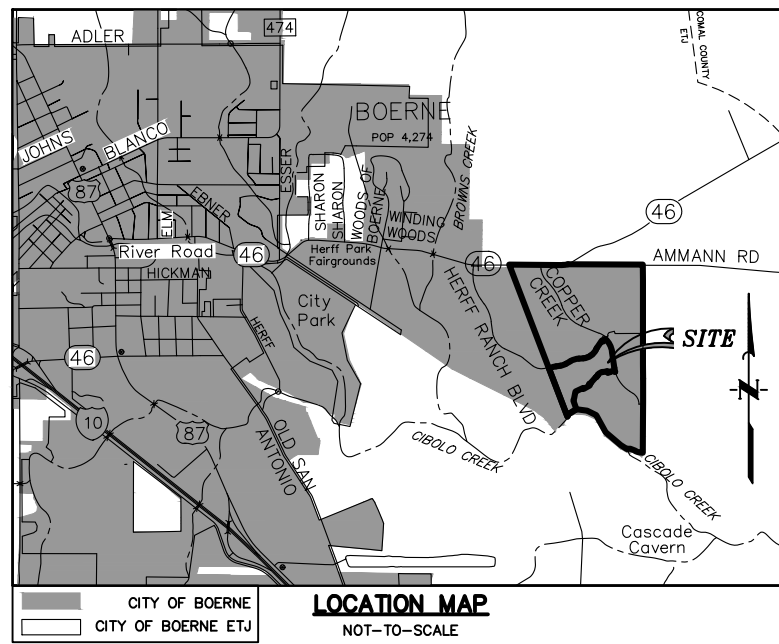 474
ADLER
COMAL COUNTY
ETJ
BOERNE
POP 4,274
JOHNS
BLANCO
87
EBNER
ELM
ESSER
SHARON
SHARON
WOODS OF
BOERNE
WINDING
WOODS
BROWNS CREEK
46
River Road
46
Herff Park
Fairgrounds
46
AMMANN RD
HICKMAN
City
Park
HERFF
HERFF RANCH BLVD
COPPER
CREEK
SITE
46
N
10
87
OLD SAN
ANTONIO
CIBOLO CREEK
CIBOLO CREEK
Cascade
Cavern
CITY OF BOERNE
CITY OF BOERNE ETJ
LOCATION MAP
NOT-TO-SCALE